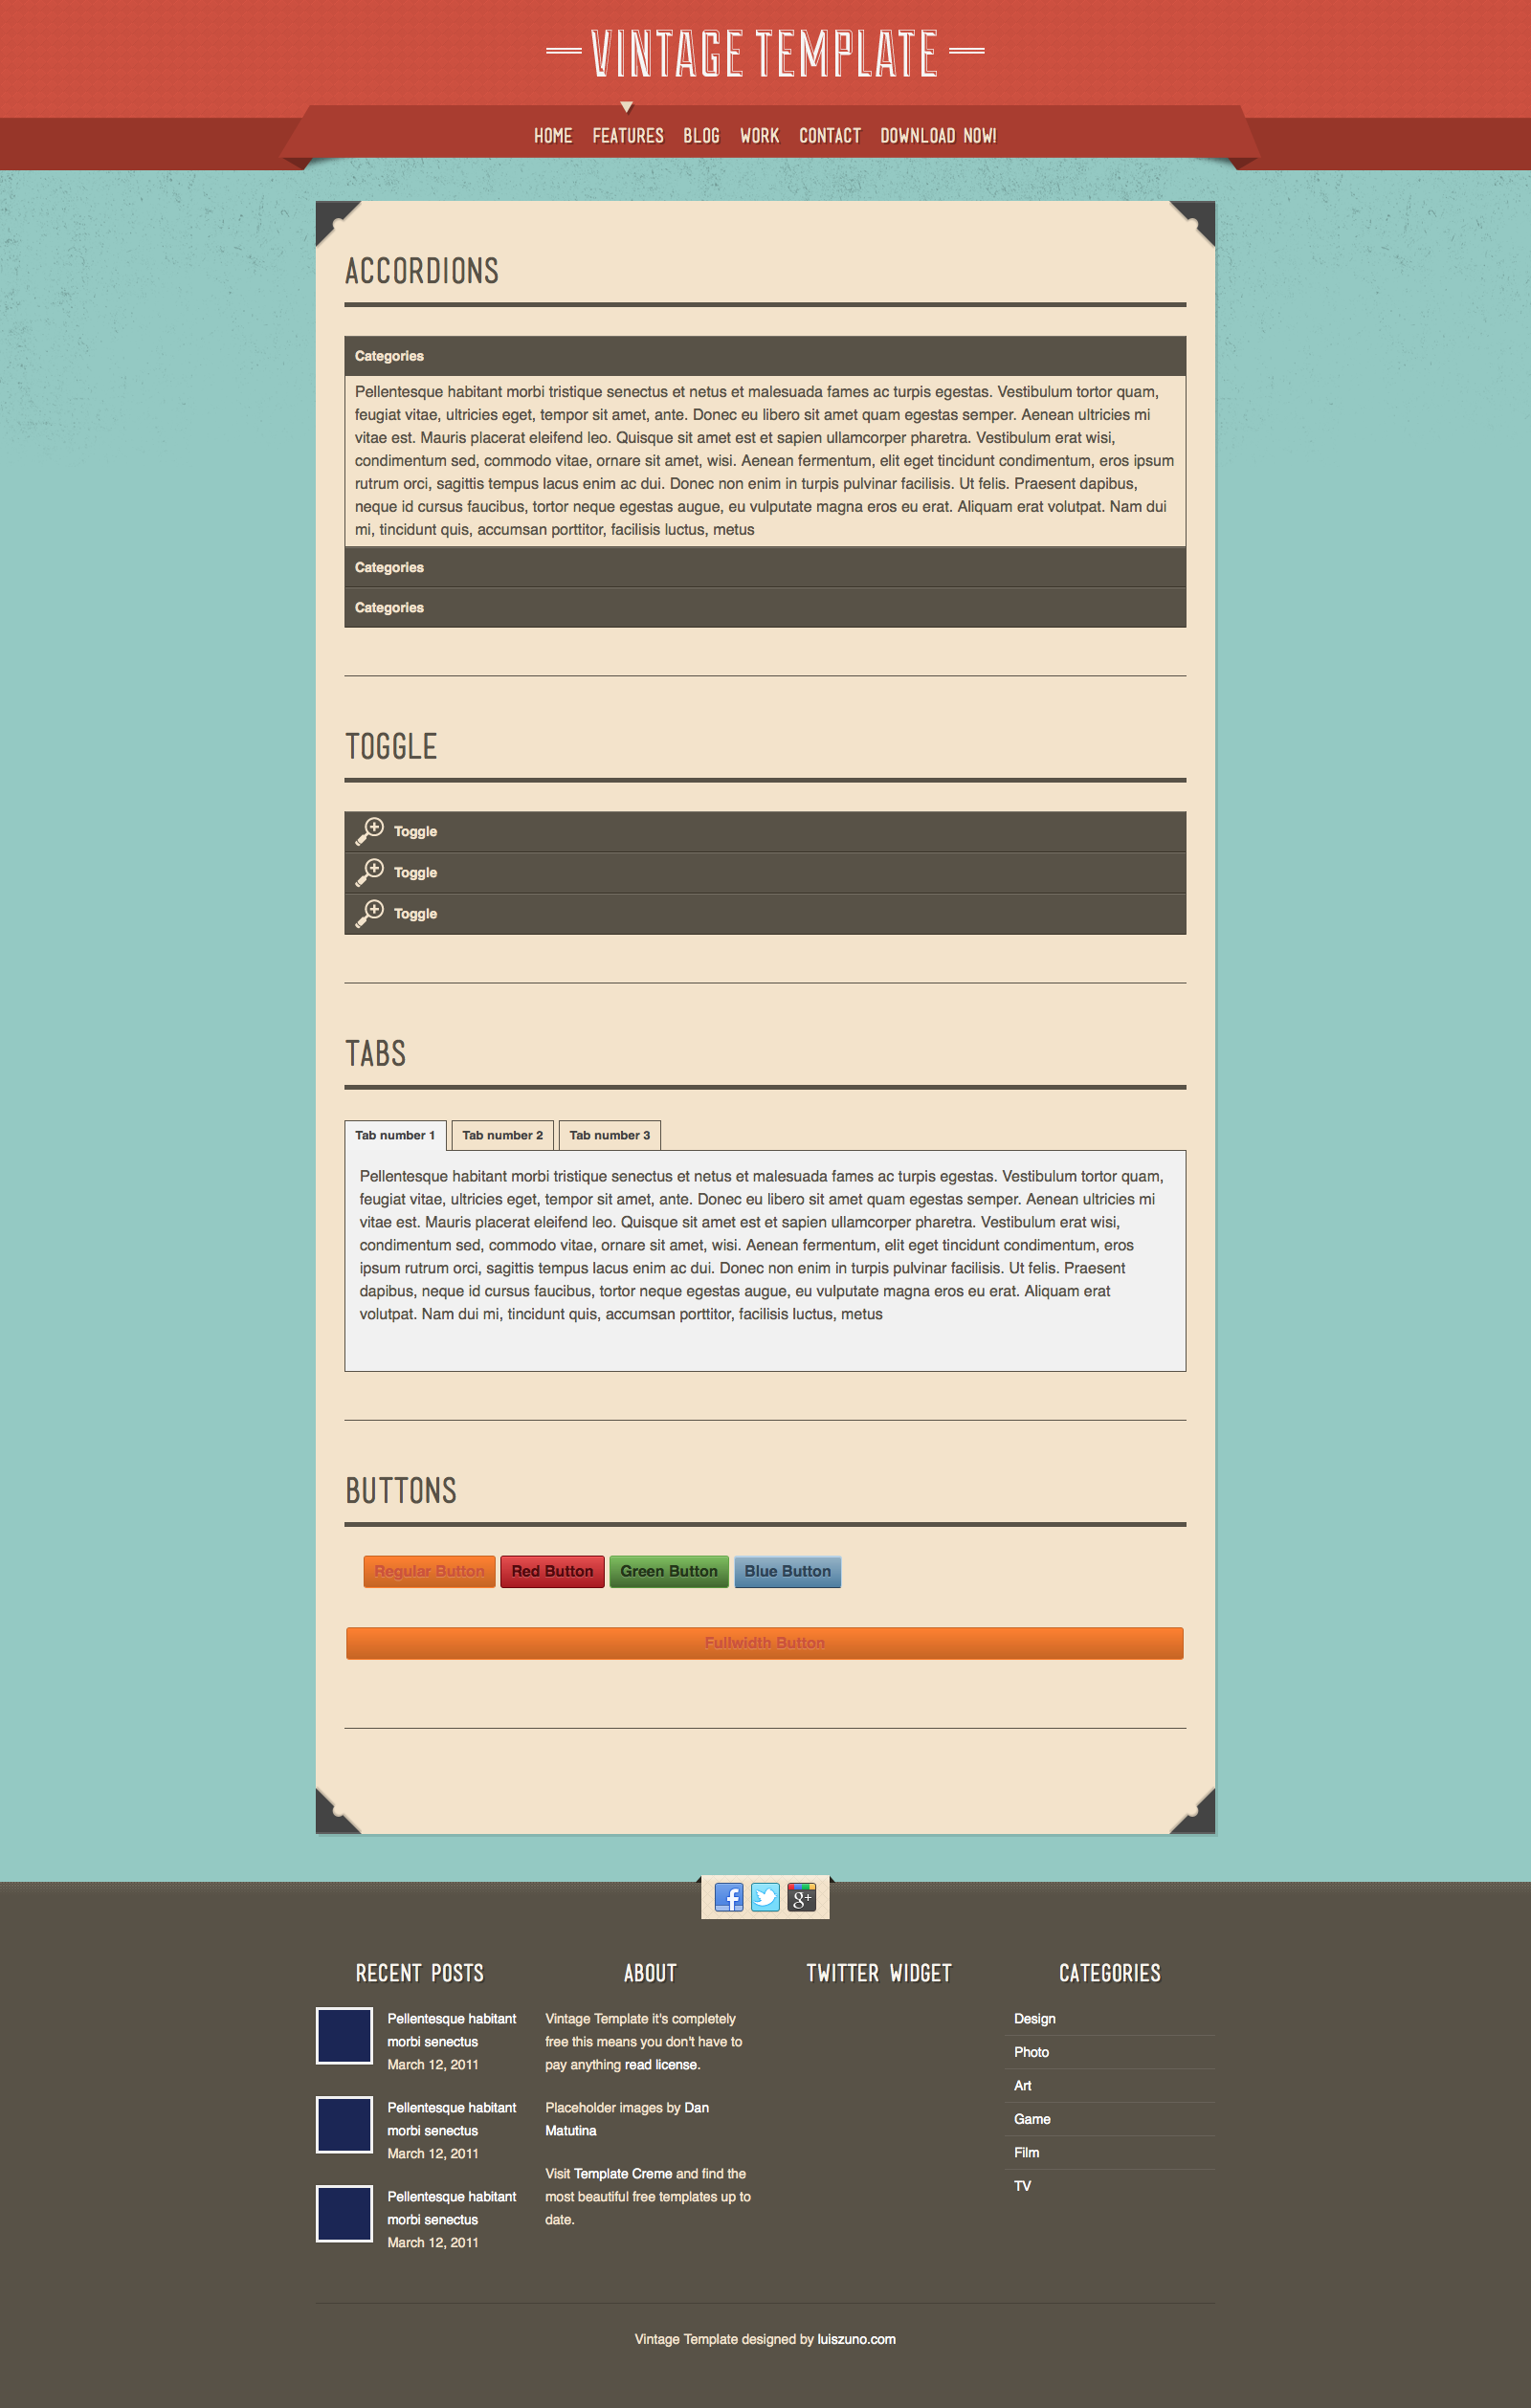 VINTAGE TEMPLATE
HOME FEATURES BLOG WORK CONTACT DOWNLOAD NOW!
ACCORDIONS
Categories
Pellentesque habitant morbi tristique senectus et netus et malesuada fames ac turpis egestas. Vestibulum tortor quam,
feugiat vitae, ultricies eget, tempor sit amet, ante. Donec eu libero sit amet quam egestas semper. Aenean ultricies mi
vitae est. Mauris placerat eleifend leo. Quisque sit amet est et sapien ullamcorper pharetra. Vestibulum erat wisi,
condimentum sed, commodo vitae, ornare sit amet, wisi. Aenean fermentum, elit eget tincidunt condimentum, eros ipsum
rutrum orci, sagittis tempus lacus enim ac dui. Donec non enim in turpis pulvinar facilisis. Ut felis. Praesent dapibus,
neque id cursus faucibus, tortor neque egestas augue, eu vulputate magna eros eu erat. Aliquam erat volutpat. Nam dui
mi, tincidunt quis, accumsan porttitor, facilisis luctus, metus
Categories
Categories
TOGGLE
Toggle
Toggle
Toggle
TABS
Tab number 1 Tab number 2 Tab number 3
Pellentesque habitant morbi tristique senectus et netus et malesuada fames ac turpis egestas. Vestibulum tortor quam,
feugiat vitae, ultricies eget, tempor sit amet, ante. Donec eu libero sit amet quam egestas semper. Aenean ultricies mi
vitae est. Mauris placerat eleifend leo. Quisque sit amet est et sapien ullamcorper pharetra. Vestibulum erat wisi,
condimentum sed, commodo vitae, ornare sit amet, wisi. Aenean fermentum, elit eget tincidunt condimentum, eros
ipsum rutrum orci, sagittis tempus lacus enim ac dui. Donec non enim in turpis pulvinar facilisis. Ut felis. Praesent
dapibus, neque id cursus faucibus, tortor neque egestas augue, eu vulputate magna eros eu erat. Aliquam erat
volutpat. Nam dui mi, tincidunt quis, accumsan porttitor, facilisis luctus, metus
BUTTONS
Regular Button Red Button Green Button Blue Button
Fullwidth Button
RECENT POSTS
Pellentesque habitant
morbi senectus
March 12, 2011
Pellentesque habitant
morbi senectus
March 12, 2011
Pellentesque habitant
morbi senectus
March 12, 2011
ABOUT
Vintage Template it's completely
free this means you don't have to
pay anything read license.
Placeholder images by Dan
Matutina
Visit Template Creme and find the
most beautiful free templates up to
date.
TWITTER WIDGET
CATEGORIES
Design
Photo
Art
Game
Film
TV
Vintage Template designed by luiszuno.com